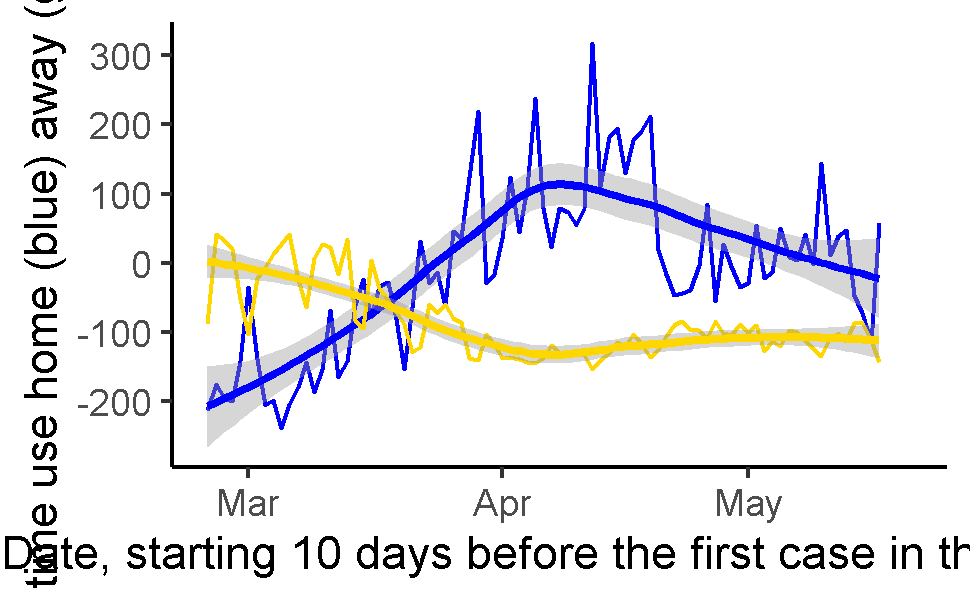 time use home (blue) away (
300
200
100
0
-100
-200
Mar Apr May
Date, starting 10 days before the first case in th